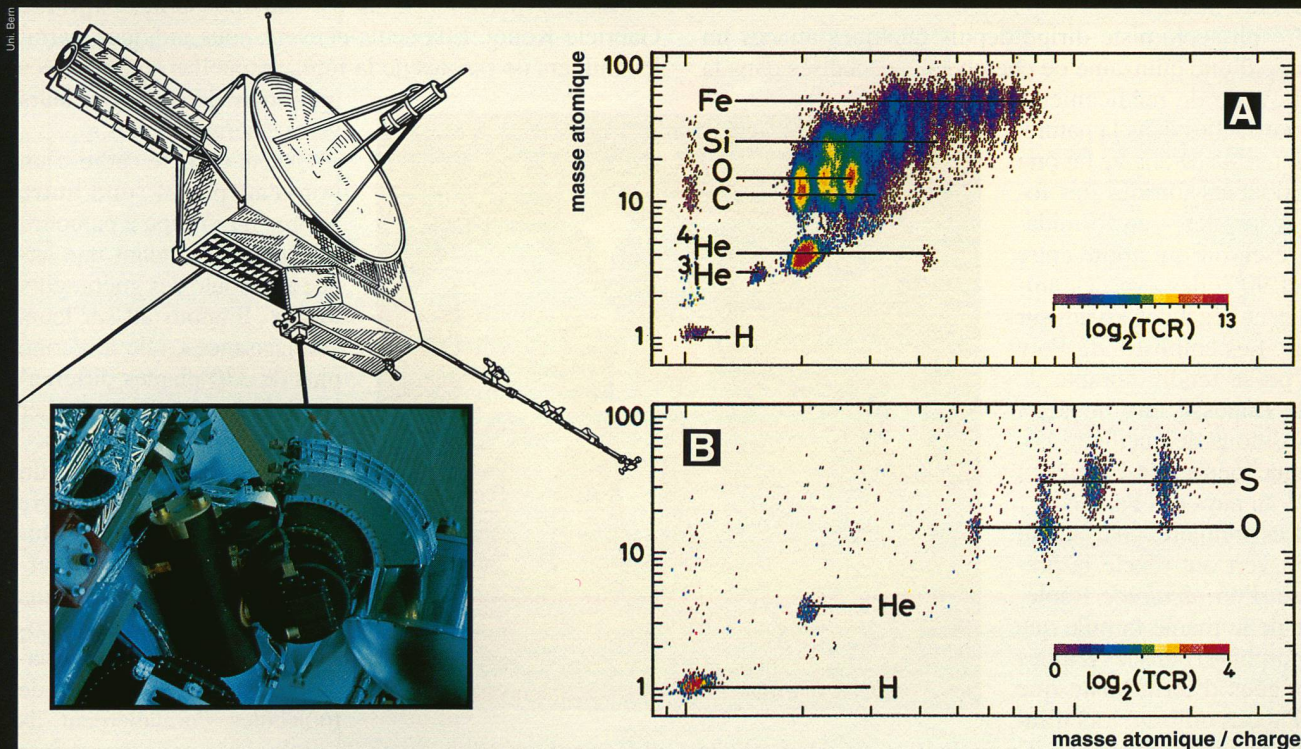 Uni. Bern
masse atomique
100
10
1
Fe
Si
O
C
⁴He
³He
H
A
1 13
log₂(TCR)
100
10
1
B
S
O
He
H
0 4
log₂(TCR)
masse atomique / charge